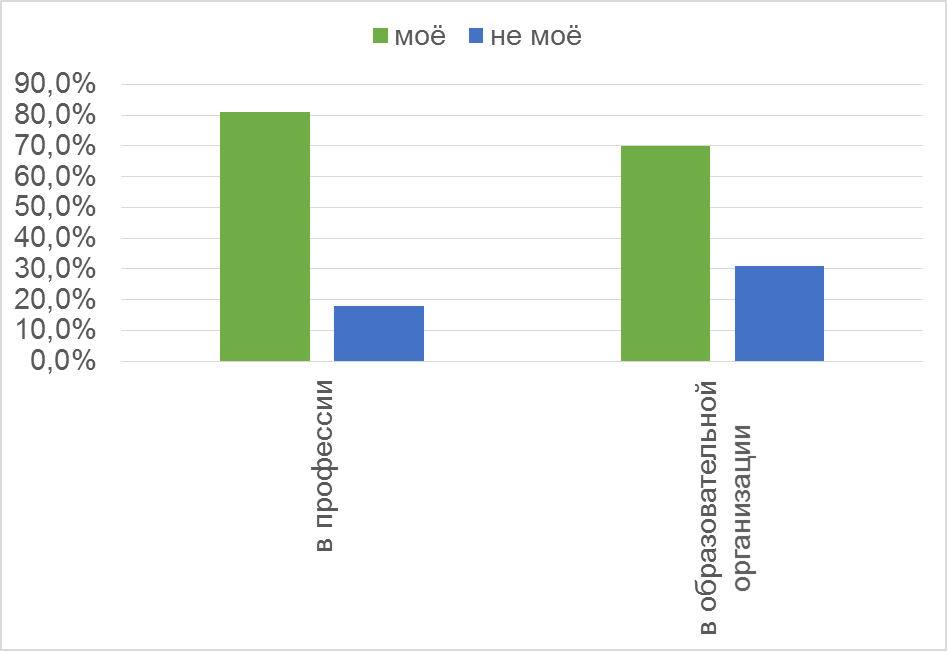 моё не моё
90,0%
80,0%
70,0%
60,0%
50,0%
40,0%
30,0%
20,0%
10,0%
0,0%
в профессии
в образовательной
организации